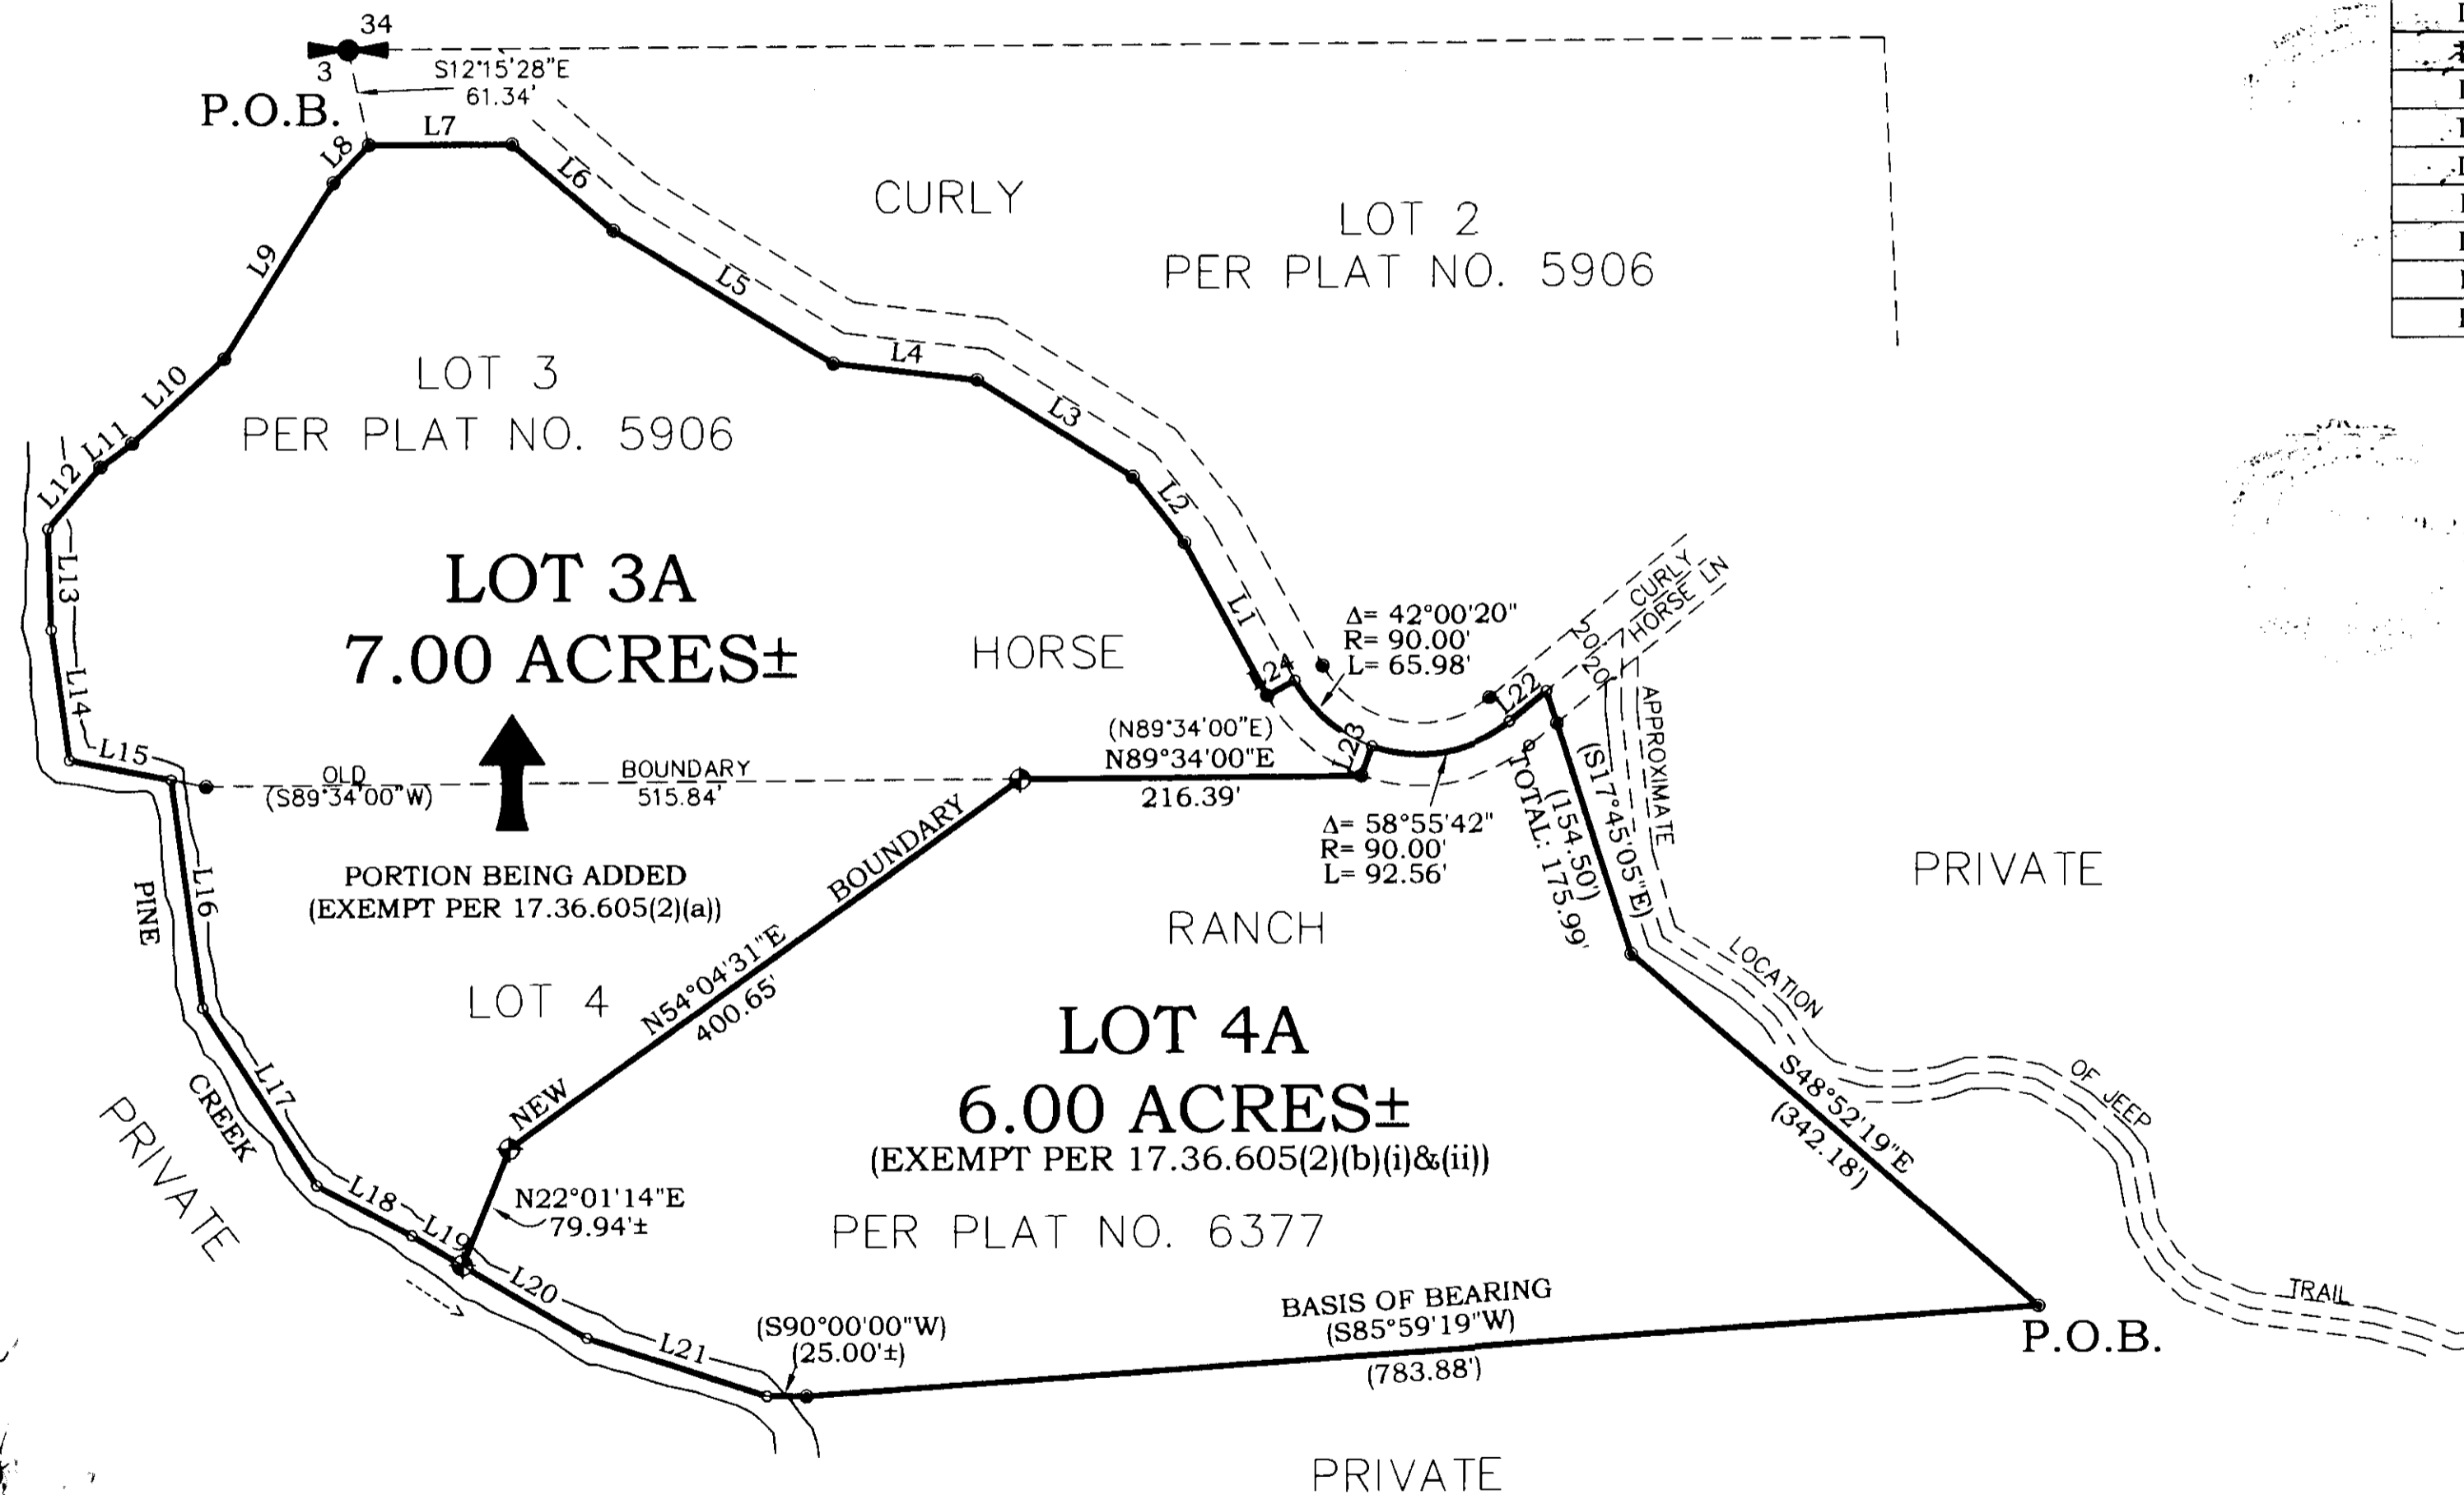 34
3
S12°15'28"E
61.34'
P.O.B.
L7
L8
L6
CURLY
LOT 2
PER PLAT NO. 5906
L9
L5
L4
LOT 3
PER PLAT NO. 5906
L10
L11
L12
L3
L2
L13
LOT 3A
7.00 ACRES±
HORSE
L1
L24
Δ= 42°00'20"
R= 90.00'
L= 65.98'
CURLY
HORSE LN
20'
20'
L22
L23
L14
L15
(N89°34'00"E)
N89°34'00"E
216.39'
OLD
BOUNDARY
(S89°34'00"W)
515.84'
Δ= 58°55'42"
R= 90.00'
L= 92.56'
(S17°45'05"E)
(154.50')
TOTAL: 175.99'
APPROXIMATE
LOCATION
OF JEEP
TRAIL
PRIVATE
PORTION BEING ADDED
(EXEMPT PER 17.36.605(2)(a))
L16
PINE
CREEK
NEW
BOUNDARY
N54°04'31"E
400.65'
RANCH
LOT 4
LOT 4A
6.00 ACRES±
(EXEMPT PER 17.36.605(2)(b)(i)&(ii))
PER PLAT NO. 6377
L17
PRIVATE
L18
L19
N22°01'14"E
79.94'±
L20
L21
(S90°00'00"W)
(25.00'±)
S48°52'19"E
(342.18')
BASIS OF BEARING
(S85°59'19"W)
(783.88')
P.O.B.
PRIVATE